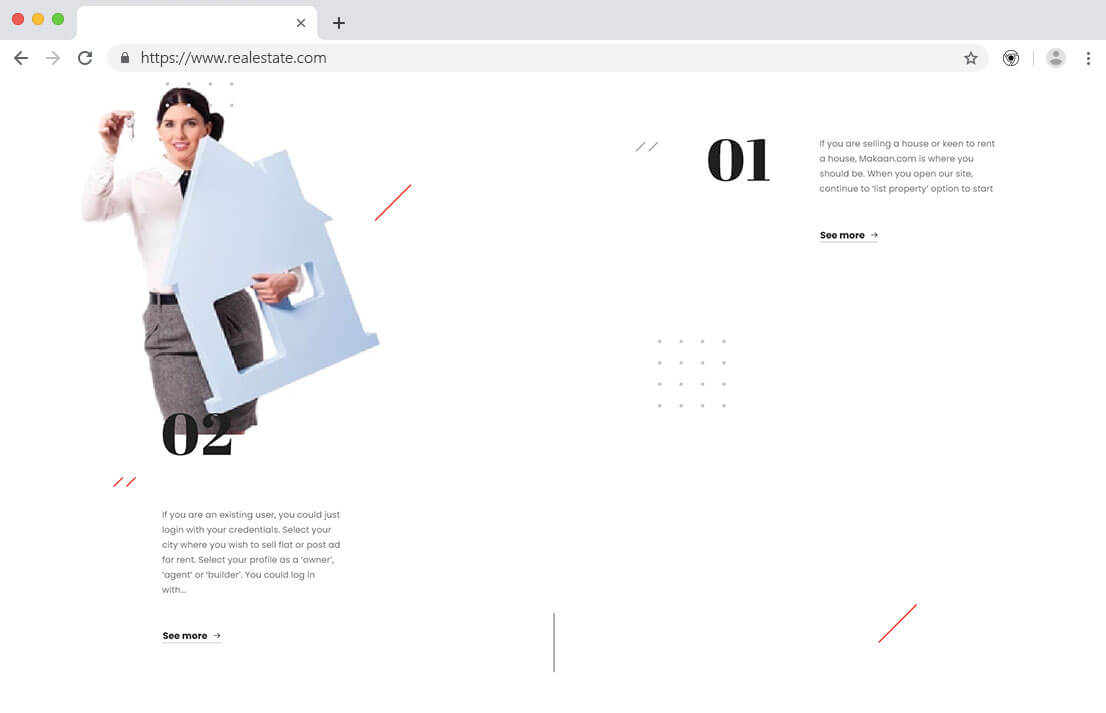 https://www.realestate.com
01
If you are selling a house or keen to rent
a house, Makaan.com is where you
should be. When you open our site,
continue to ‘list property’ option to start
See more
02
If you are an existing user, you could just
login with your credentials. Select your
city where you wish to sell flat or post ad
for rent. Select your profile as a ‘owner’,
‘agent’ or ‘builder’. You could log in
with...
See more